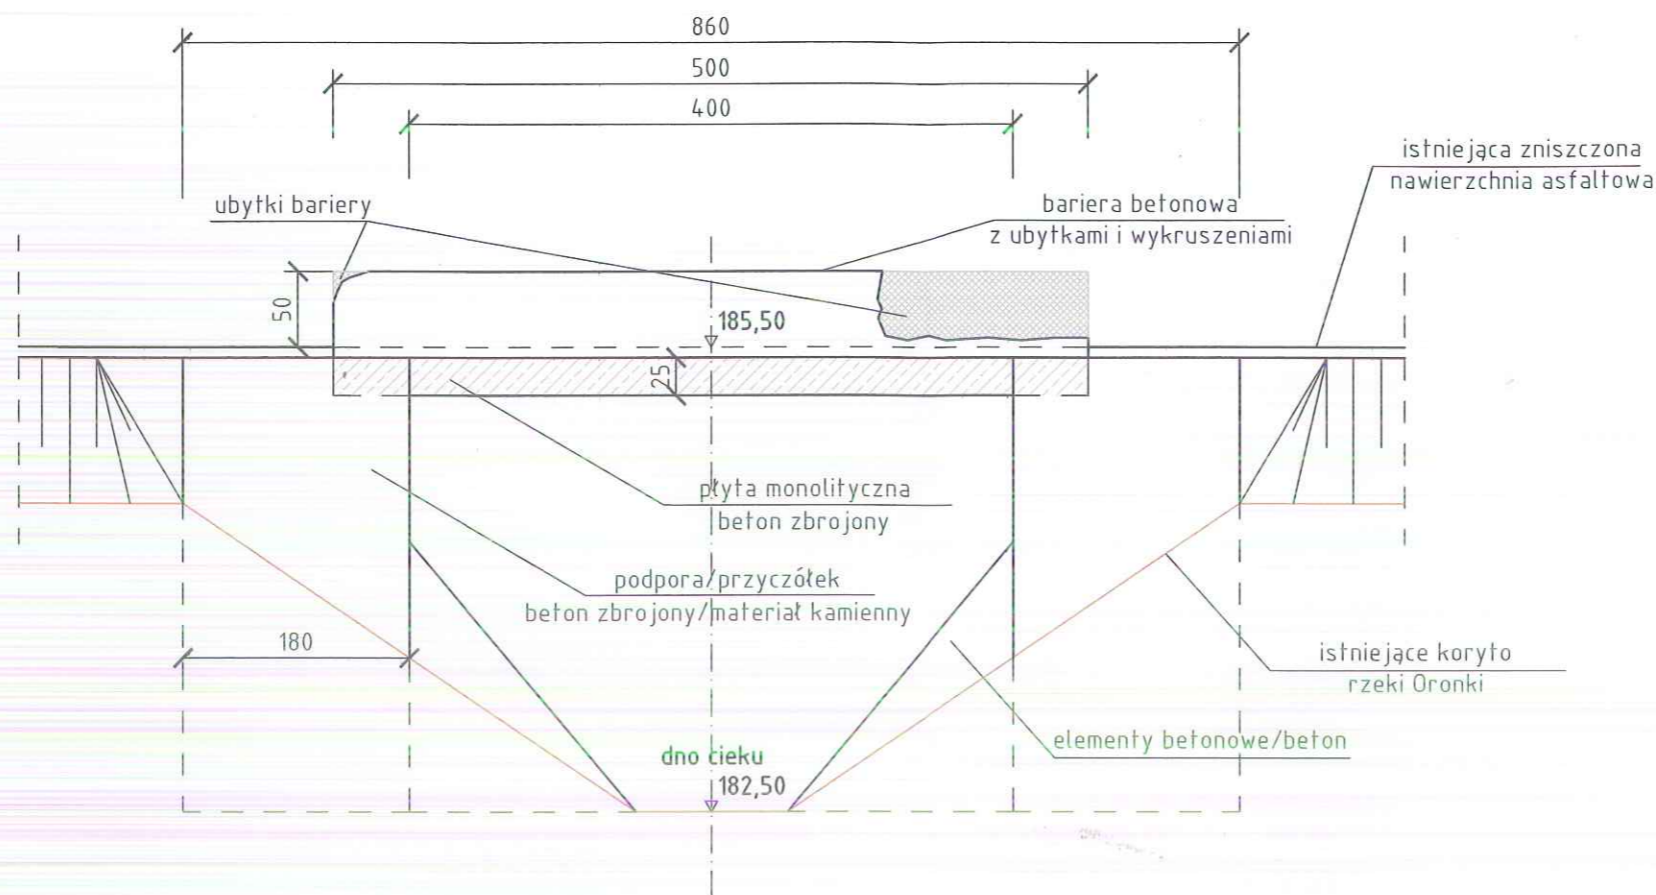 860
500
400
istniejąca zniszczona
nawierzchnia asfaltowa
ubytki bariery
bariera betonowa
z ubytkami i wykruszeniami
50
185,50
25
płyta monolityczna
beton zbrojony
podpora/przyczółek
beton zbrojony/materiał kamienny
180
istniejące koryto
rzeki Oronki
elementy betonowe/beton
dno cieku
182,50